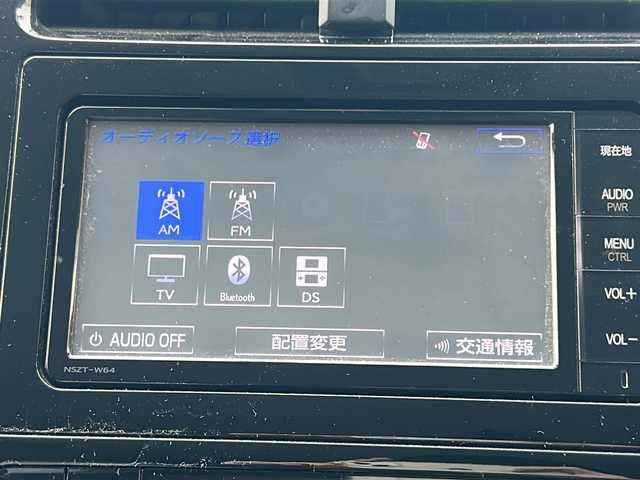 オーディオソース選択
AM
FM
TV
Bluetooth
DS
AUDIO OFF
配置変更
交通情報
NSZT-W64
現在地
AUDIO
PWR
MENU
CTRL
VOL+
VOL−